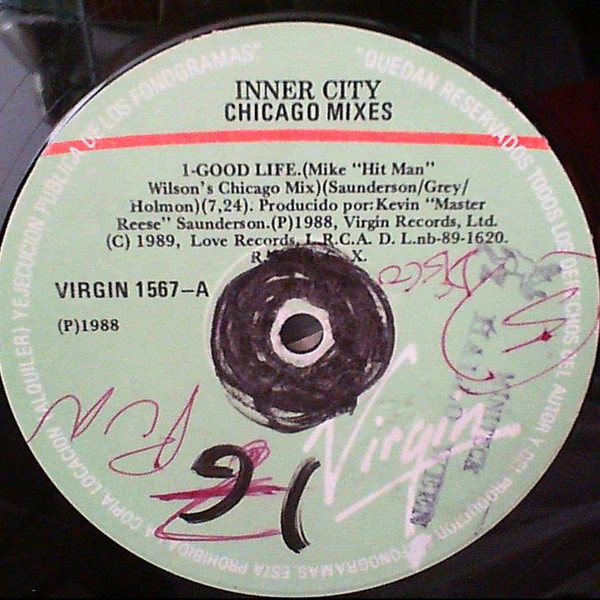 INNER CITY
CHICAGO MIXES
1-GOOD LIFE.(Mike "Hit Man"
Wilson's Chicago Mix)(Saunderson/Grey/
Holmon)(7,24). Producido por:Kevin "Master
Reese" Saunderson.(P)1988, Virgin Records, Ltd.
(C) 1989, Love Records, I.R.C.A. D. L.nb-89-1620.
VIRGIN 1567-A
(P)1988
DISCO
Virgin
16
"QUEDAN RESERVADOS TODOS LOS DERECHOS DEL AUTOR Y DEL PRODUCTOR
FONOGRAMAS ESTA PROHIBIDA LA COPIA LOCACION (ALQUILER) Y EJECUCION PUBLICA DE LOS FONOGRAMAS"